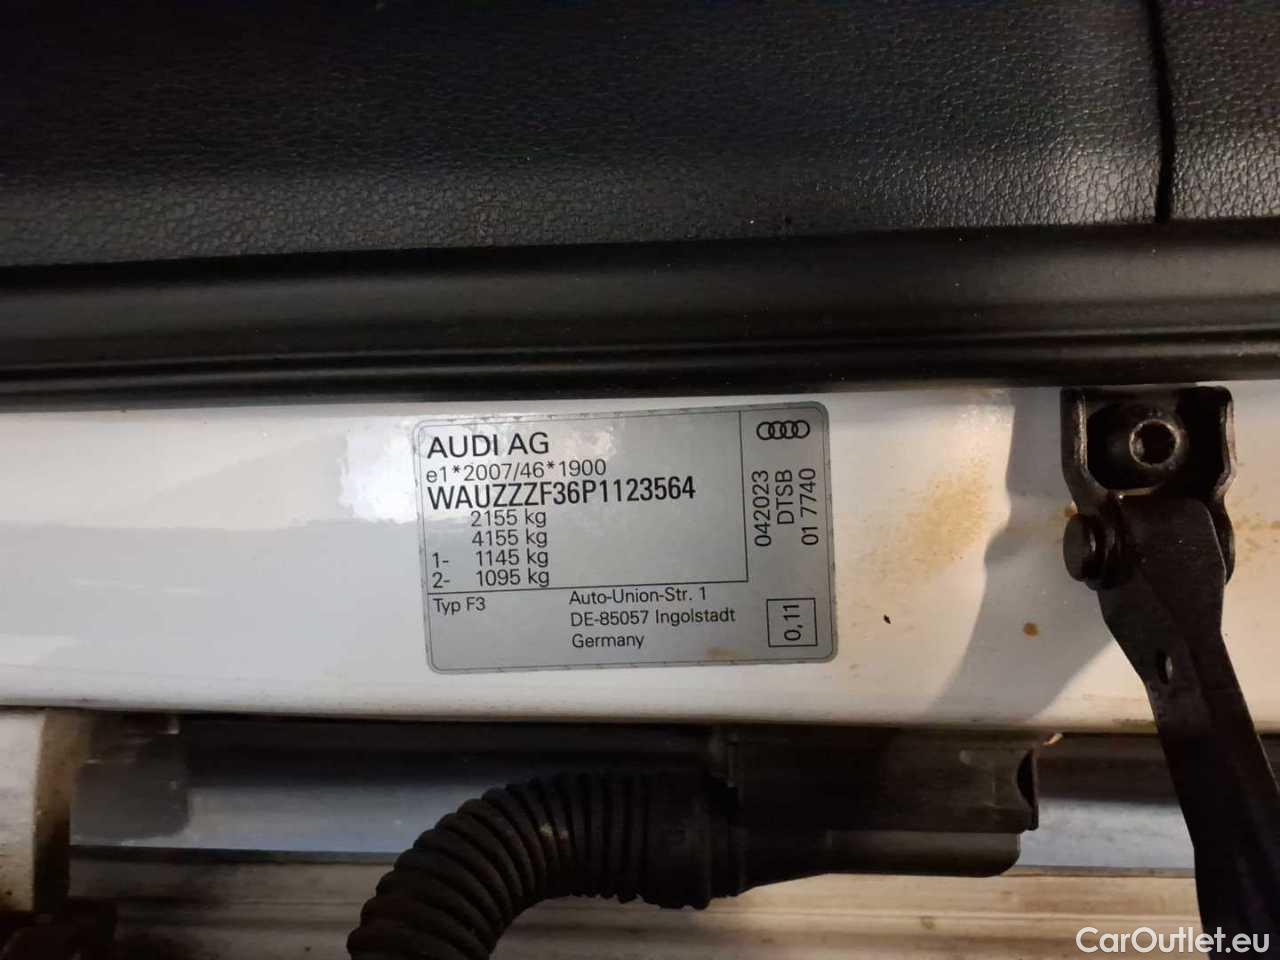 AUDI AG
e1*2007/46*1900
WAUZZZF36P1123564
2155 kg
4155 kg
1- 1145 kg
2- 1095 kg
Typ F3
Auto-Union-Str. 1
DE-85057 Ingolstadt
Germany
042023
DTSB
01 7740
0,11
CarOutlet.eu